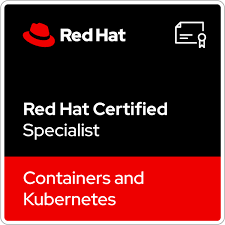 Red Hat
Red Hat Certified
Specialist
Containers and
Kubernetes